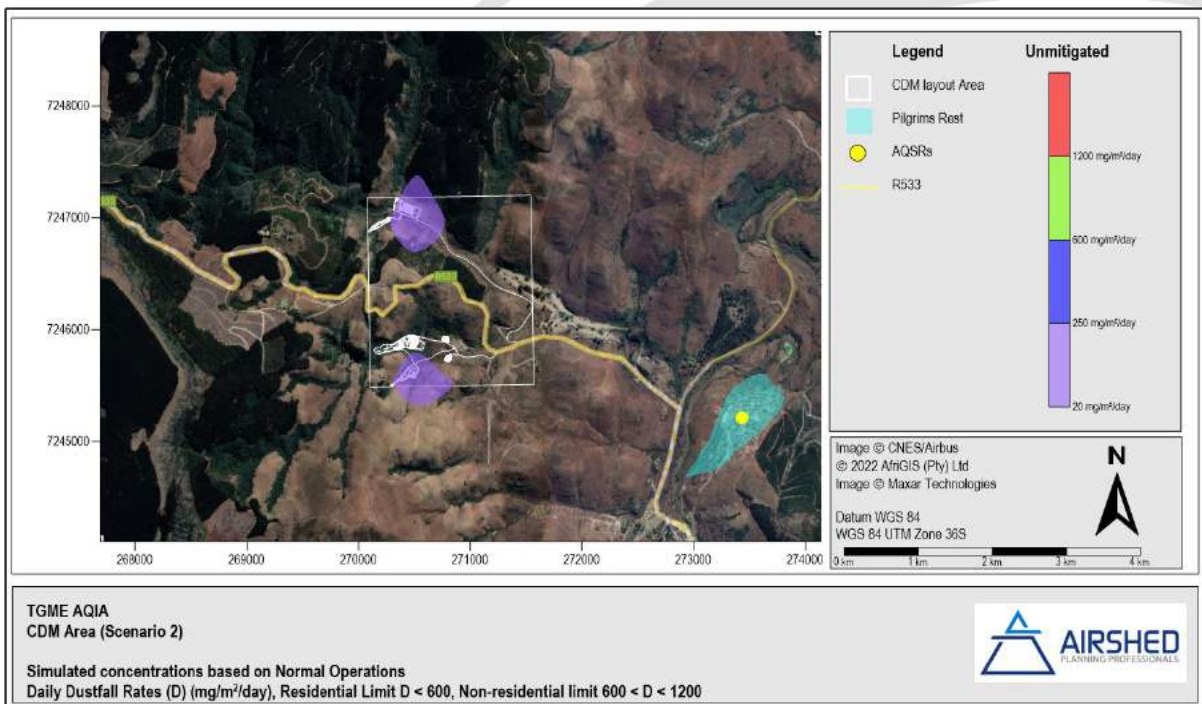 Legend
Unmitigated
CDM layout Area
Pilgrims Rest
AQSRs
R533
1200 mg/m²/day
600 mg/m²/day
250 mg/m²/day
20 mg/m²/day
7248000
7247000
7246000
7245000
R533
268000
269000
270000
271000
272000
273000
274000
Image © CNES/Airbus
© 2022 AfriGIS (Pty) Ltd
Image © Maxar Technologies
N
Datum WGS 84
WGS 84 UTM Zone 36S
0 km
1 km
2 km
3 km
4 km
TGME AQIA
CDM Area (Scenario 2)
Simulated concentrations based on Normal Operations
Daily Dustfall Rates (D) (mg/m²/day), Residential Limit D < 600, Non-residential limit 600 < D < 1200
AIRSHED
PLANNING PROFESSIONALS